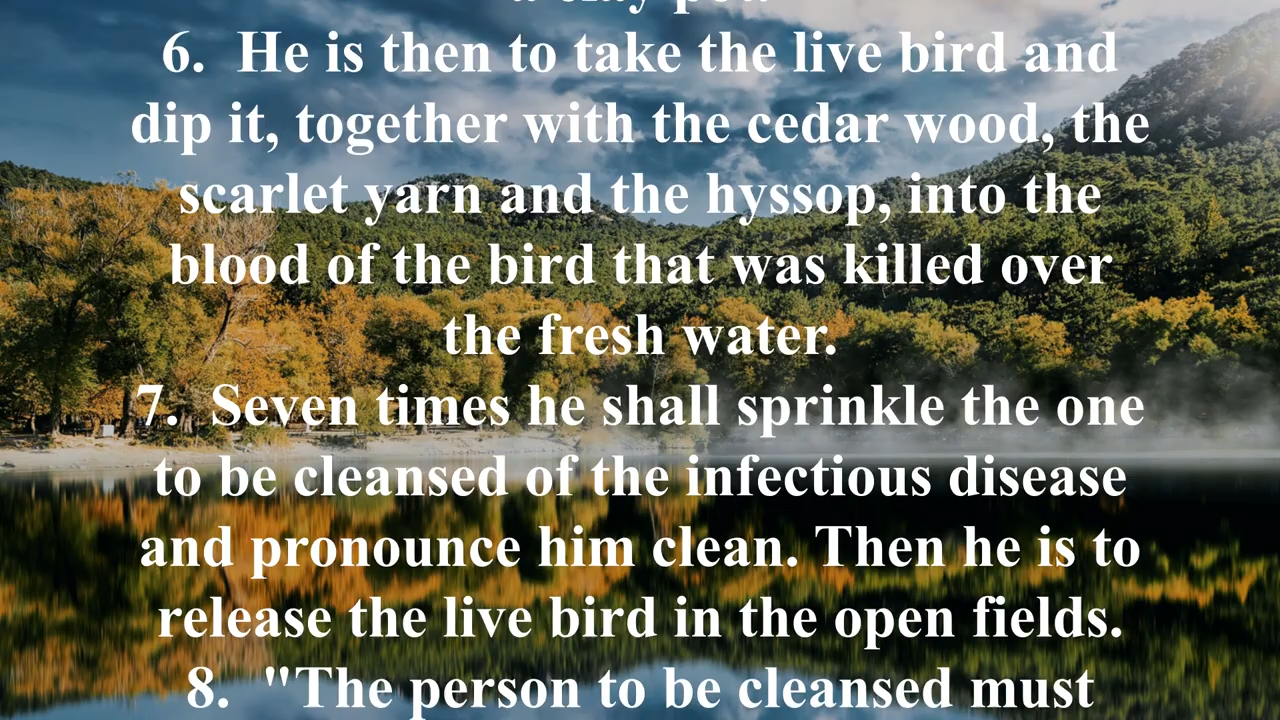 6. He is then to take the live bird and
dip it, together with the cedar wood, the
scarlet yarn and the hyssop, into the
blood of the bird that was killed over
the fresh water.
7. Seven times he shall sprinkle the one
to be cleansed of the infectious disease
and pronounce him clean. Then he is to
release the live bird in the open fields.
8. "The person to be cleansed must